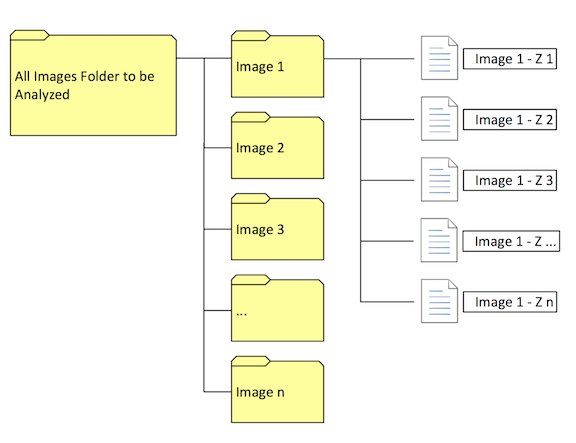 All Images Folder to be
Analyzed
Image 1
Image 2
Image 3
...
Image n
Image 1 - Z 1
Image 1 - Z 2
Image 1 - Z 3
Image 1 - Z ...
Image 1 - Z n